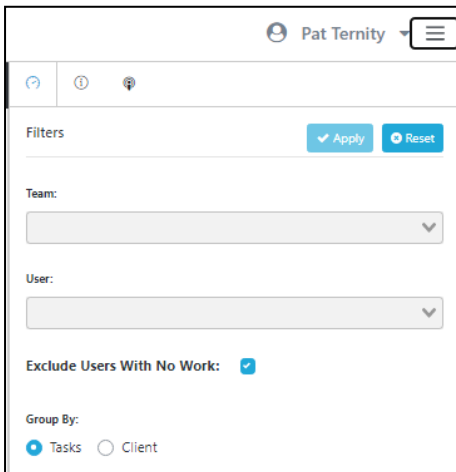 Pat Ternity
Filters
Apply
Reset
Team:
User:
Exclude Users With No Work:
Group By:
Tasks
Client